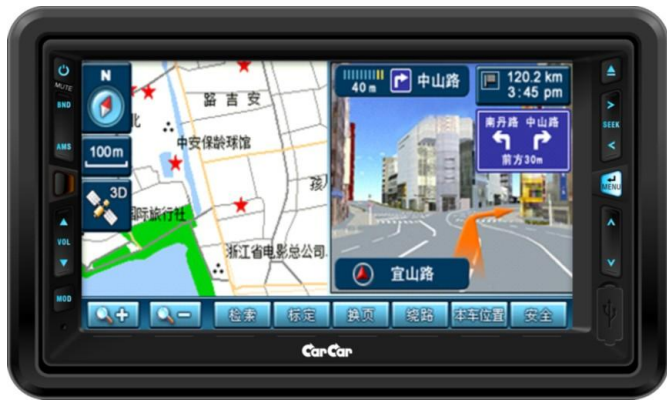 MUTE
BND
AMS
VOL
MOD
N
100m
3D
路吉安
北
中安保龄球馆
国际旅行社
浙江省电影总公司
孩
40m
中山路
120.2 km
3:45 pm
南丹路 中山路
前方30m
宜山路
检索
标定
换页
绕路
本车位置
安全
SEEK
MENU
CarCar